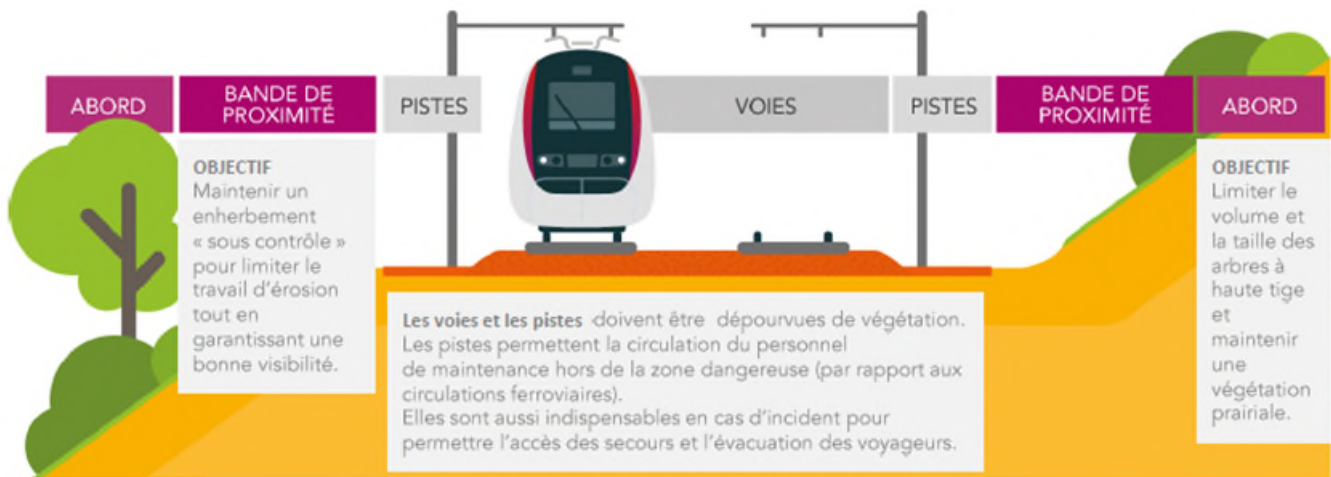 ABORD
BANDE DE
PROXIMITÉ
PISTES
VOIES
PISTES
BANDE DE
PROXIMITÉ
ABORD
OBJECTIF
Maintenir un
enherbement
« sous contrôle »
pour limiter le
travail d'érosion
tout en
garantissant une
bonne visibilité.
Les voies et les pistes doivent être dépourvues de végétation.
Les pistes permettent la circulation du personnel
de maintenance hors de la zone dangereuse (par rapport aux
circulations ferroviaires).
Elles sont aussi indispensables en cas d'incident pour
permettre l'accès des secours et l'évacuation des voyageurs.
OBJECTIF
Limiter le
volume et
la taille des
arbres à
haute tige
et
maintenir
une
végétation
prairiale.